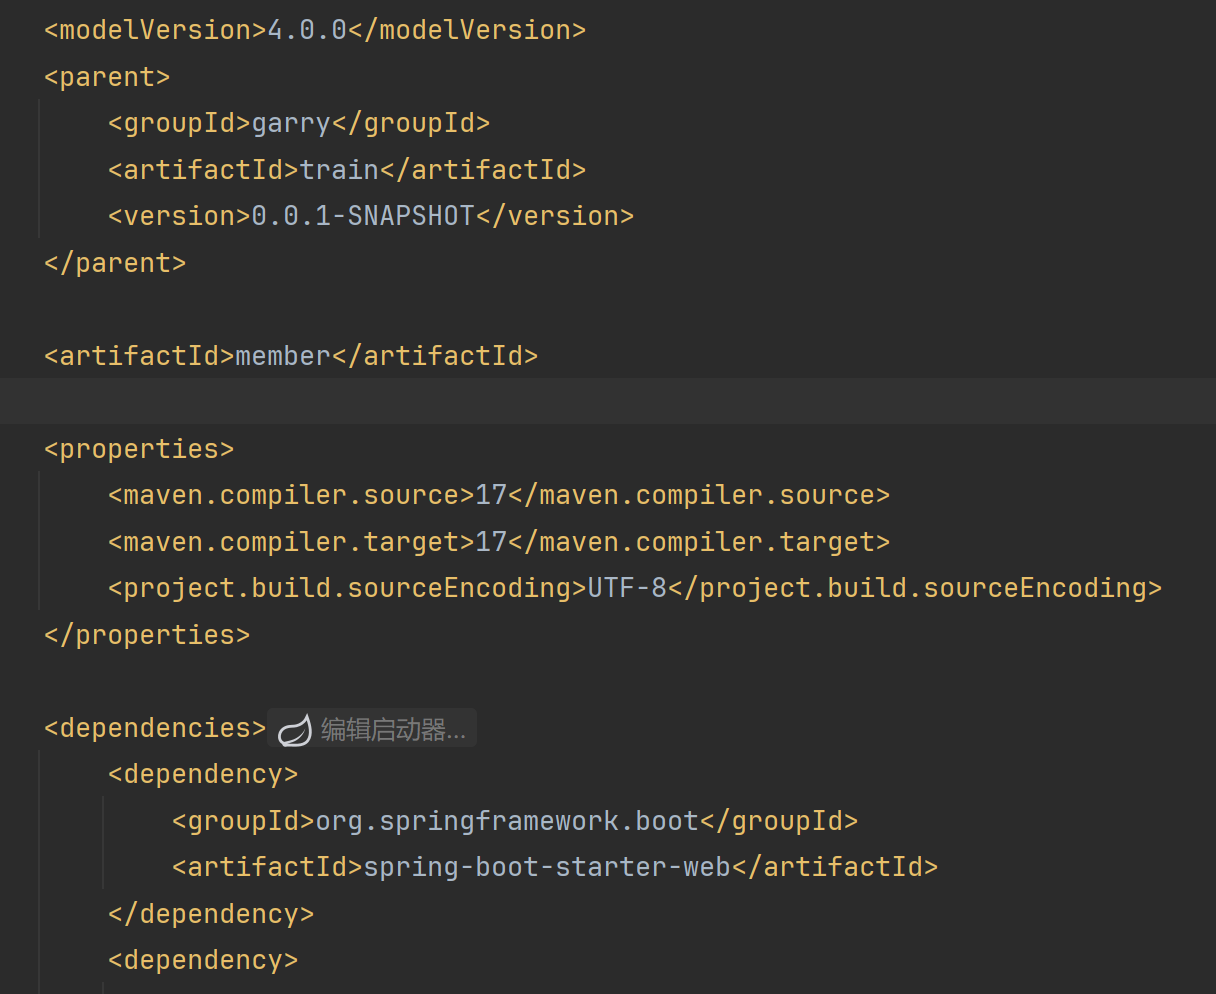 <modelVersion>4.0.0</modelVersion>
<parent>
<groupId>garry</groupId>
<artifactId>train</artifactId>
<version>0.0.1-SNAPSHOT</version>
</parent>
<artifactId>member</artifactId>
<properties>
<maven.compiler.source>17</maven.compiler.source>
<maven.compiler.target>17</maven.compiler.target>
<project.build.sourceEncoding>UTF-8</project.build.sourceEncoding>
</properties>
<dependencies> 编辑启动器...
<dependency>
<groupId>org.springframework.boot</groupId>
<artifactId>spring-boot-starter-web</artifactId>
</dependency>
<dependency>